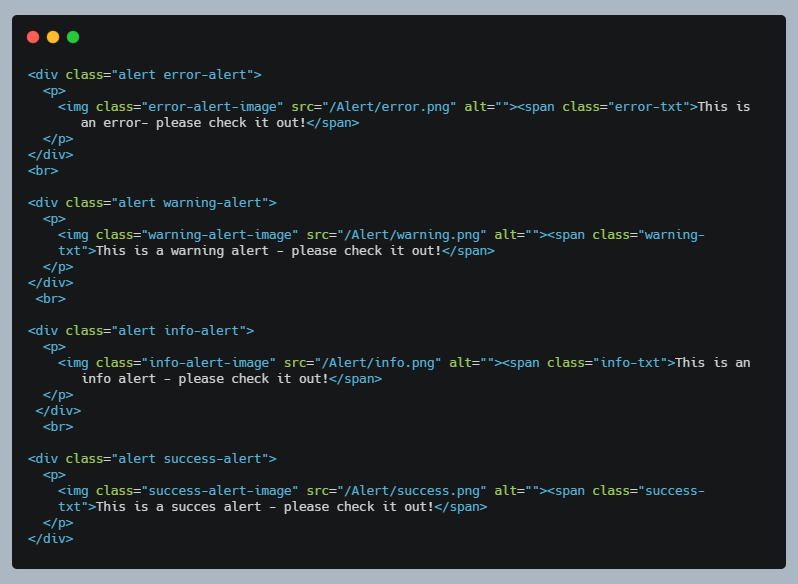 <div class="alert error-alert">
  <p>
    <img class="error-alert-image" src="/Alert/error.png" alt=""><span class="error-txt">This is
       an error- please check it out!</span>
  </p>
</div>
<br>

<div class="alert warning-alert">
  <p>
    <img class="warning-alert-image" src="/Alert/warning.png" alt=""><span class="warning-
    txt">This is a warning alert - please check it out!</span>
  </p>
</div>
 <br>

<div class="alert info-alert">
  <p>
    <img class="info-alert-image" src="/Alert/info.png" alt=""><span class="info-txt">This is an
       info alert - please check it out!</span>
  </p>
 </div>
  <br>

<div class="alert success-alert">
  <p>
    <img class="success-alert-image" src="/Alert/success.png" alt=""><span class="success-
    txt">This is a succes alert - please check it out!</span>
  </p>
</div>